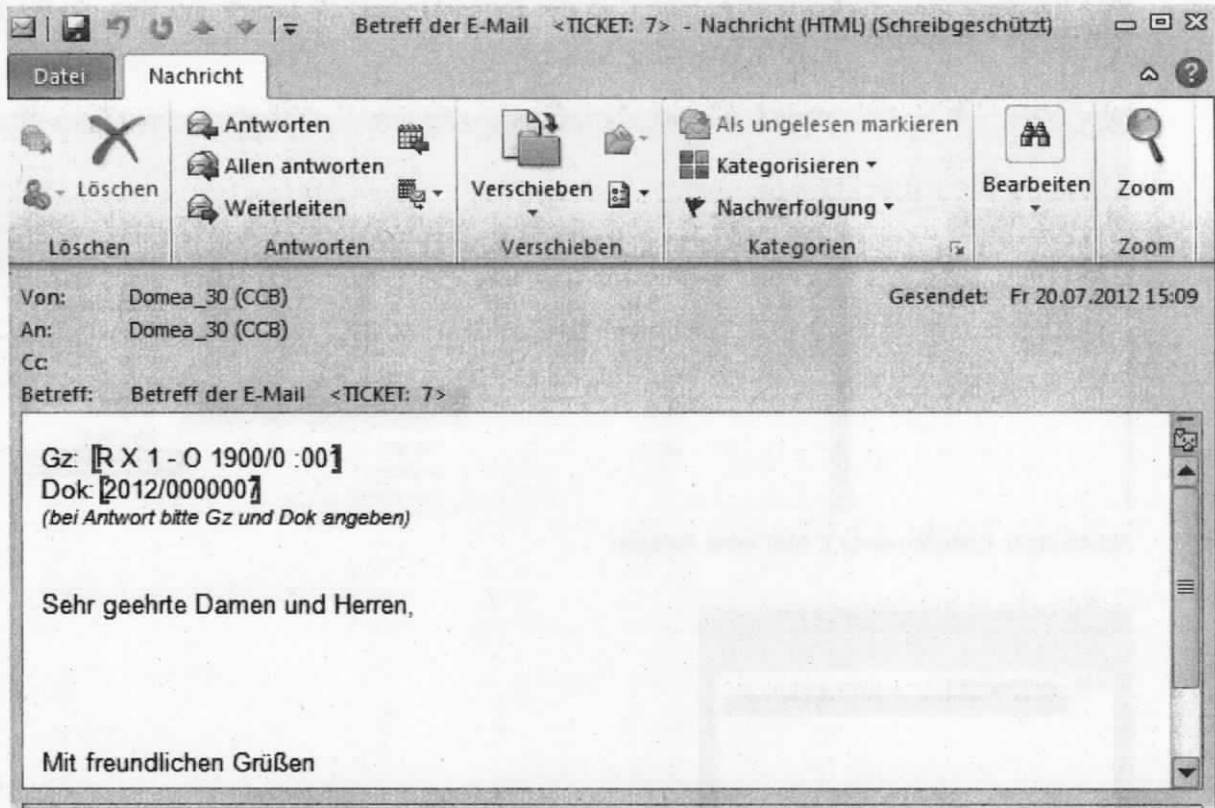 Betreff der E-Mail <TICKET: 7> - Nachricht (HTML) (Schreibgeschützt)
Datei Nachricht
Löschen
Löschen
Antworten
Allen antworten
Weiterleiten
Antworten
Verschieben
Verschieben
Als ungelesen markieren
Kategorisieren
Nachverfolgung
Kategorien
Bearbeiten
Zoom
Zoom
Von: Domea_30 (CCB) Gesendet: Fr 20.07.2012 15:09
An: Domea_30 (CCB)
Cc:
Betreff: Betreff der E-Mail <TICKET: 7>
Gz: [R X 1 - O 1900/0 :001]
Dok: [2012/0000007]
(bei Antwort bitte Gz und Dok angeben)
Sehr geehrte Damen und Herren,
Mit freundlichen Grüßen